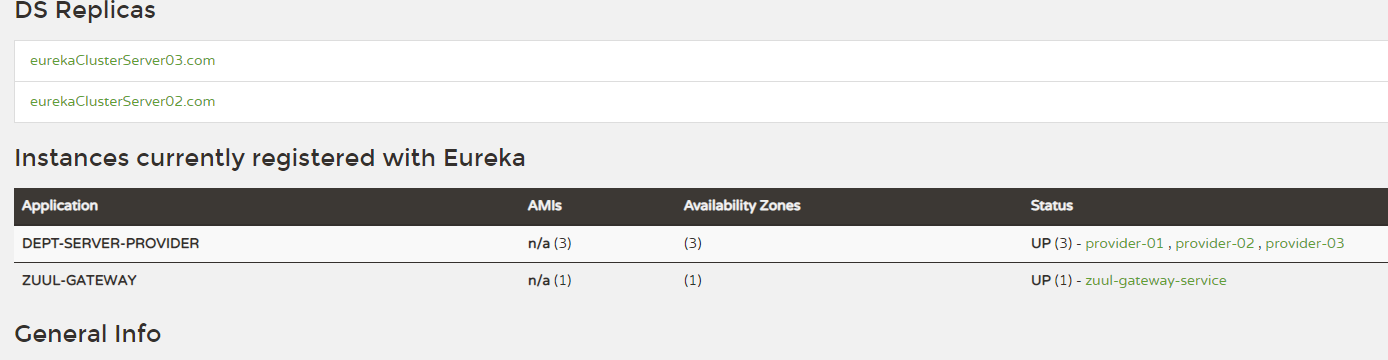 DS Replicas
eurekaClusterServer03.com
eurekaClusterServer02.com
Instances currently registered with Eureka
Application AMIs Availability Zones Status
DEPT-SERVER-PROVIDER n/a (3) (3) UP (3) - provider-01 , provider-02 , provider-03
ZUUL-GATEWAY n/a (1) (1) UP (1) - zuul-gateway-service
General Info